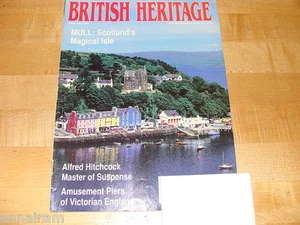 BRITISH HERITAGE
MULL: Scotland's
Magical Isle
Alfred Hitchcock
Master of Suspense
Amusement Piers
of Victorian England